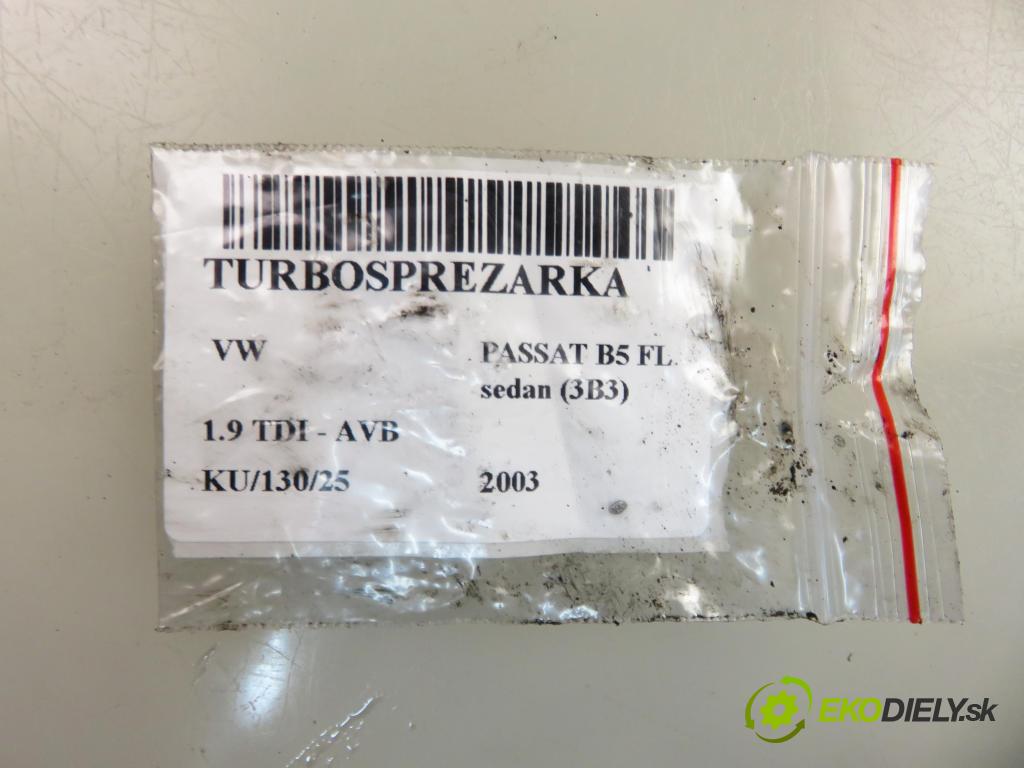 TURBOSPREZARKA
VW PASSAT B5 FL
sedan (3B3)
1.9 TDI - AVB
KU/130/25 2003
EKODIELY.sk